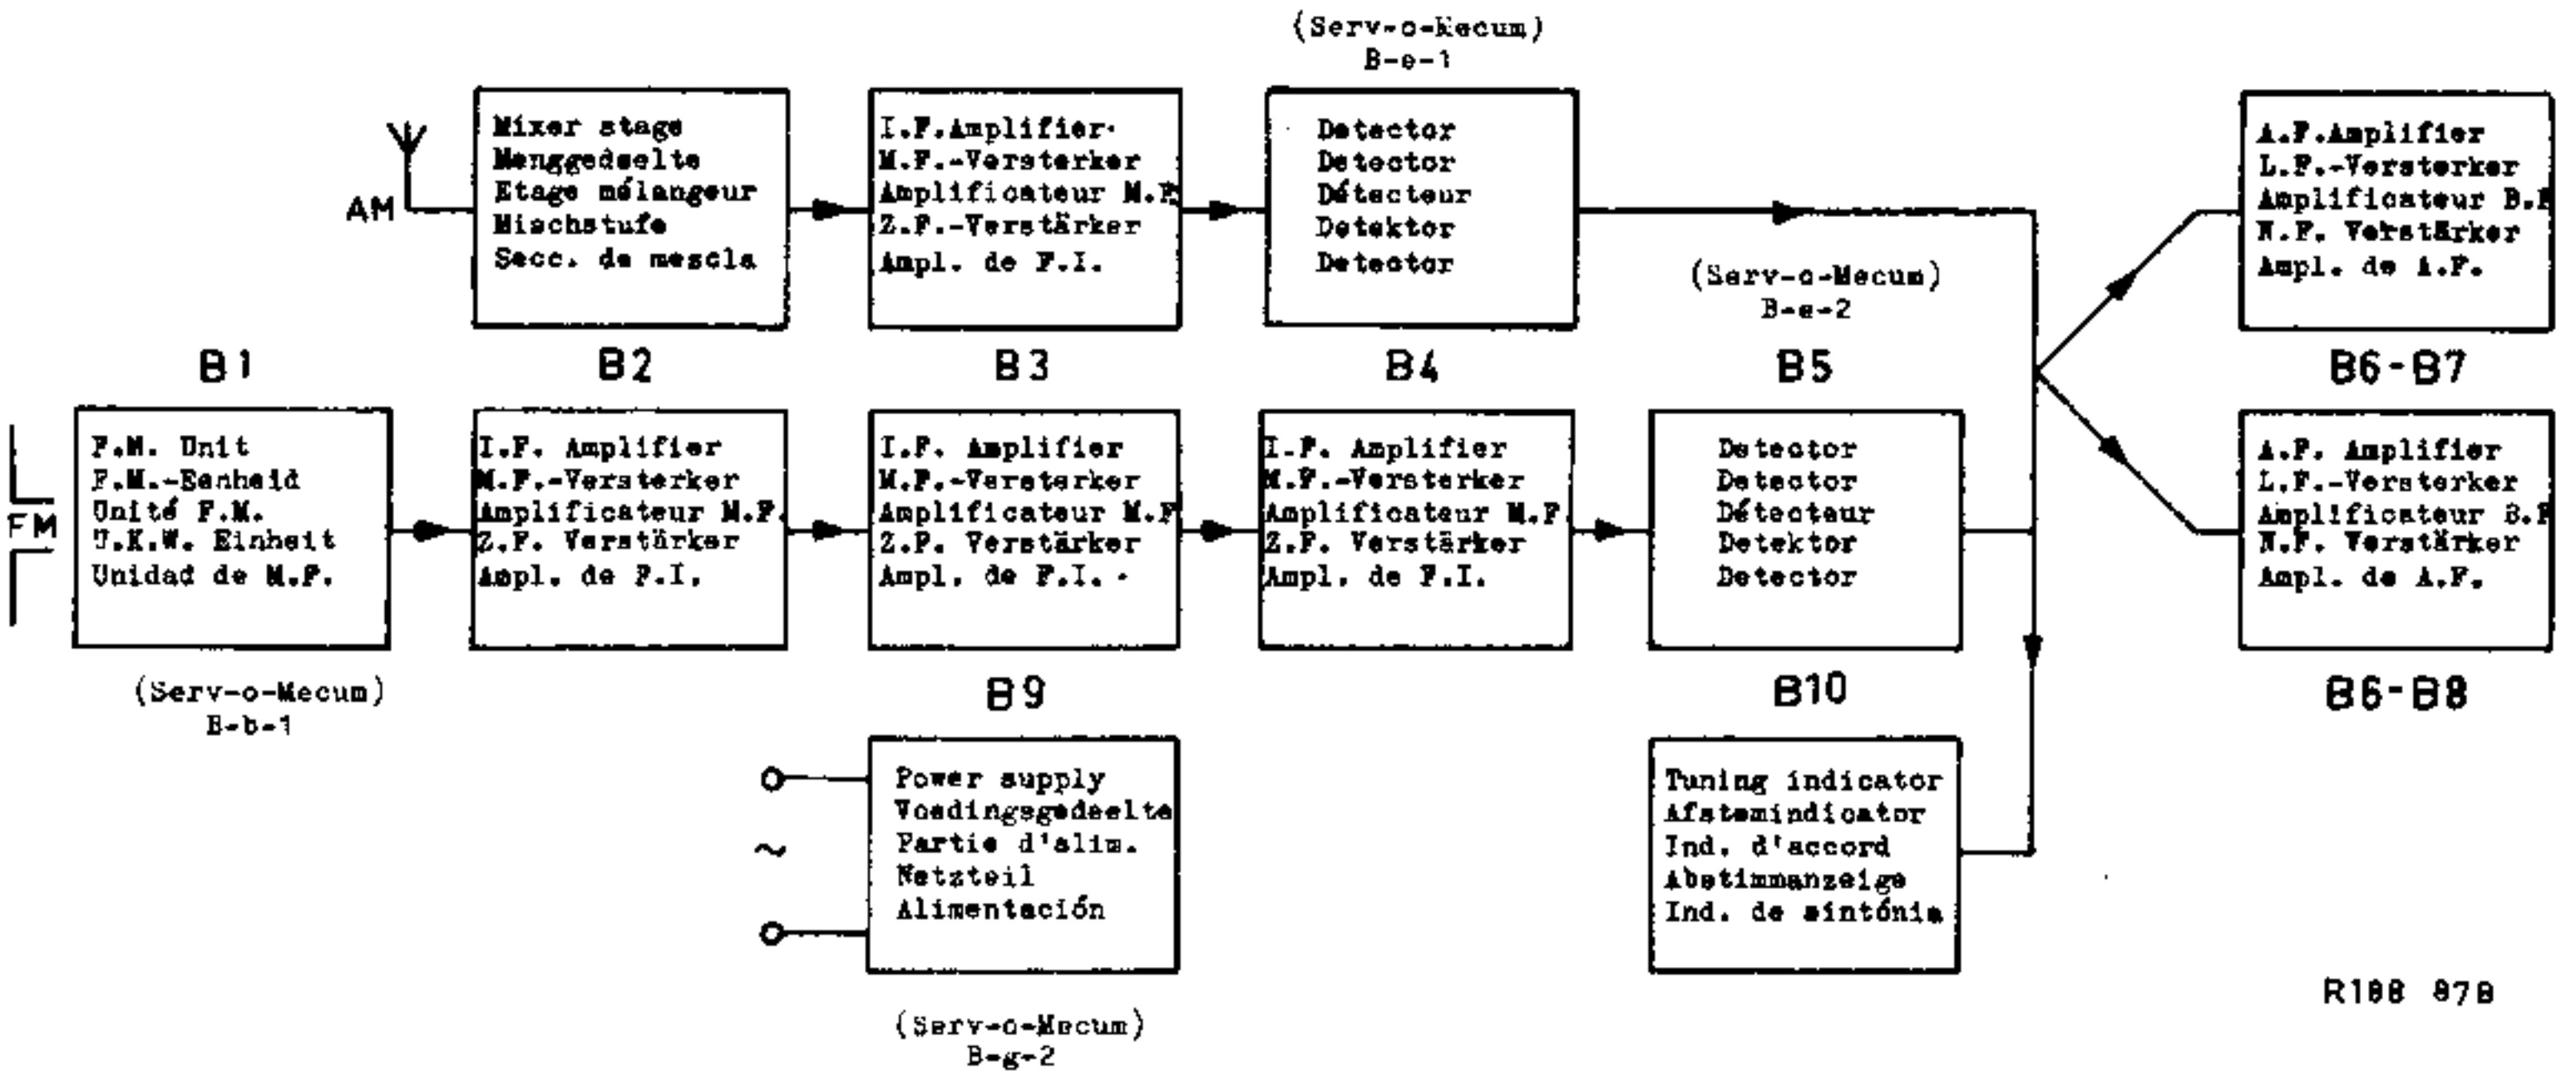 (Serv-o-Mecum)
B-e-1
AM
Mixer stage
Menggedeelte
Etage mélangeur
Mischstufe
Secc. de mescla
I.F.Amplifier
M.F.-Versterker
Amplificateur M.F.
Z.F.-Verstärker
Ampl. de F.I.
Detector
Detector
Détecteur
Detektor
Detector
(Serv-o-Mecum)
B-e-2
A.F.Amplifier
L.F.-Versterker
Amplificateur B.F
N.F. Verstärker
Ampl. de A.F.
B1
B2
B3
B4
B5
B6-B7
FM
F.M. Unit
F.M.-Eenheid
Unité F.M.
U.K.W. Einheit
Unidad de M.F.
I.F. Amplifier
M.F.-Versterker
Amplificateur M.F.
Z.F. Verstärker
Ampl. de F.I.
I.F. Amplifier
M.F.-Versterker
Amplificateur M.F
Z.F. Verstärker
Ampl. de F.I.
I.F. Amplifier
M.F.-Versterker
Amplificateur M.F
Z.F. Verstärker
Ampl. de F.I.
Detector
Detector
Détecteur
Detektor
Detector
A.F. Amplifier
L.F.-Versterker
Amplificateur B.F
N.F. Verstärker
Ampl. de A.F.
(Serv-o-Mecum)
B-b-1
B9
B10
B6-B8
Power supply
Voedingsgedeelte
Partie d'alim.
Netzteil
Alimentación
~
Tuning indicator
Afstemindicator
Ind. d'accord
Abstimmanzeige
Ind. de sintónia
(Serv-o-Mecum)
B-g-2
R188 878